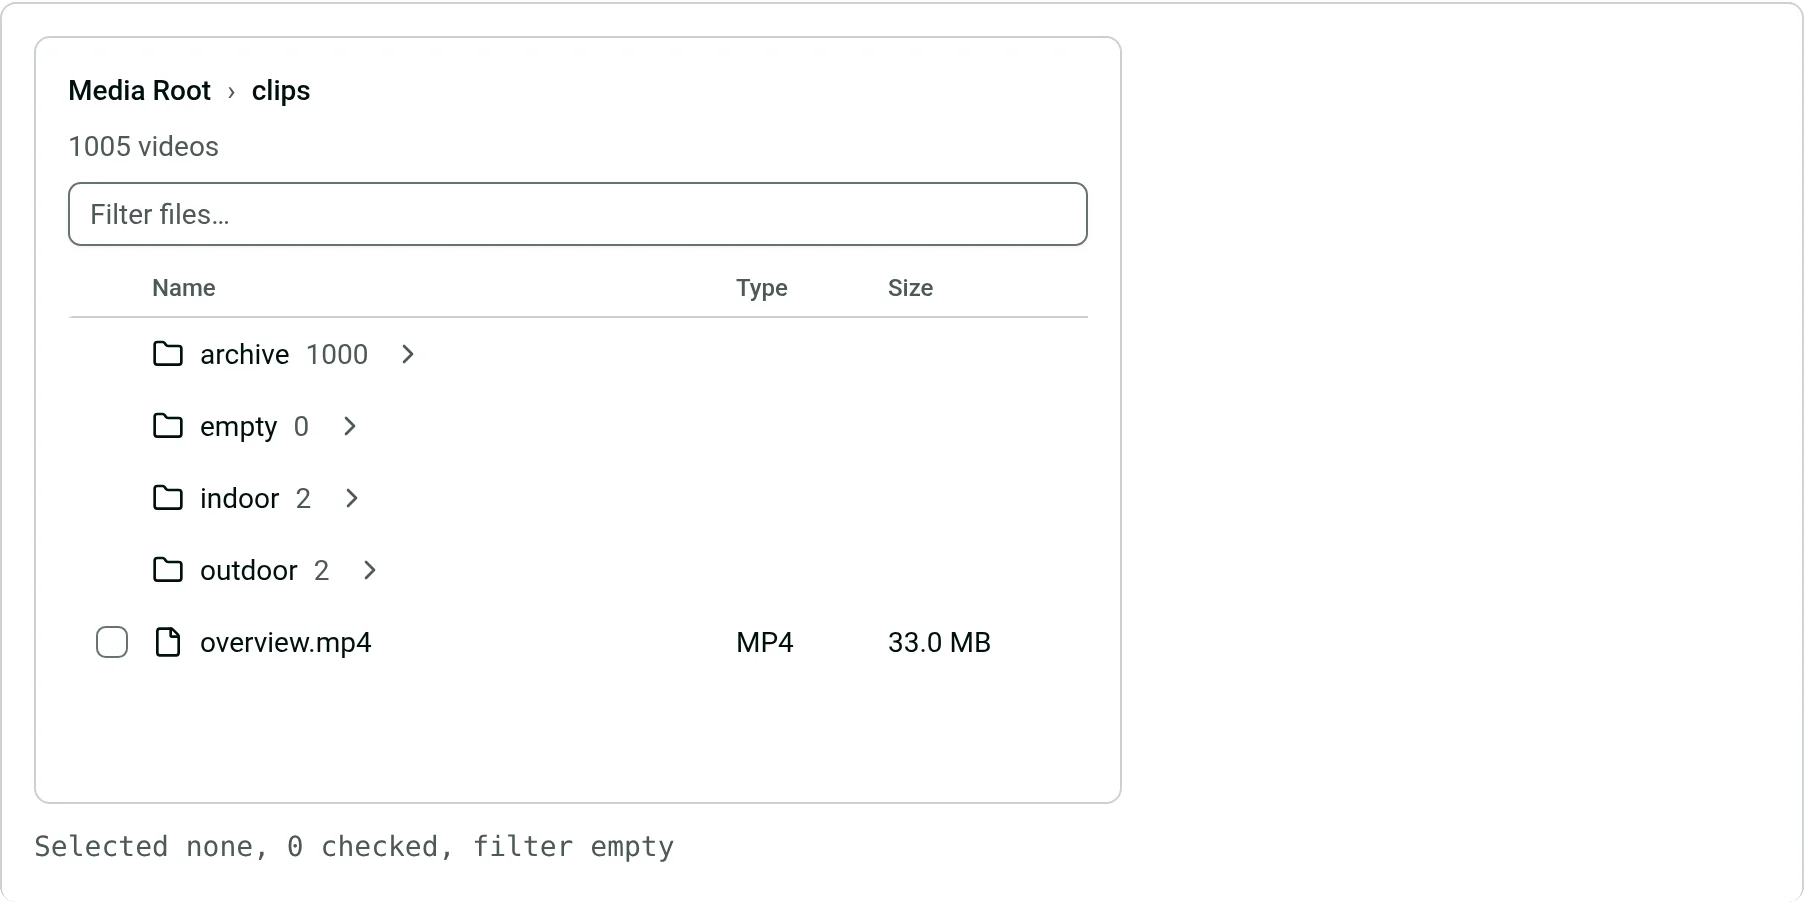 Media Root › clips
1005 videos
Filter files…
Name Type Size
archive 1000
empty 0
indoor 2
outdoor 2
overview.mp4 MP4 33.0 MB
Selected none, 0 checked, filter empty